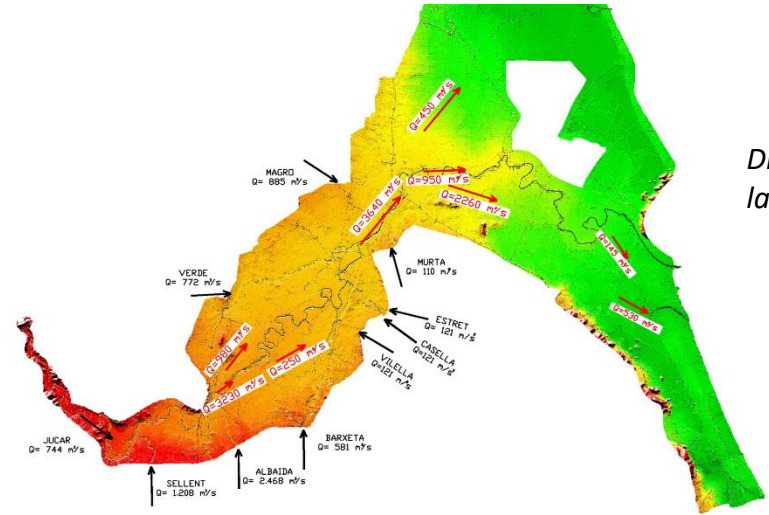 Q=450 m³/s
MAGRO
Q= 885 m³/s
Q=950 m³/s
Q=3640 m³/s
Q=2260 m³/s
VERDE
Q= 772 m³/s
MURTA
Q= 110 m³/s
Q=145 m³/s
Q=530 m³/s
ESTRET
Q= 121 m³/s
CASELLA
Q=121 m³/s
VILELLA
Q=121 m³/s
Q=980 m³/s
Q=250 m³/s
Q=3230 m³/s
JUCAR
Q= 744 m³/s
BARXETA
Q= 581 m³/s
ALBAIDA
Q= 2.468 m³/s
SELLENT
Q= 1.208 m³/s
la